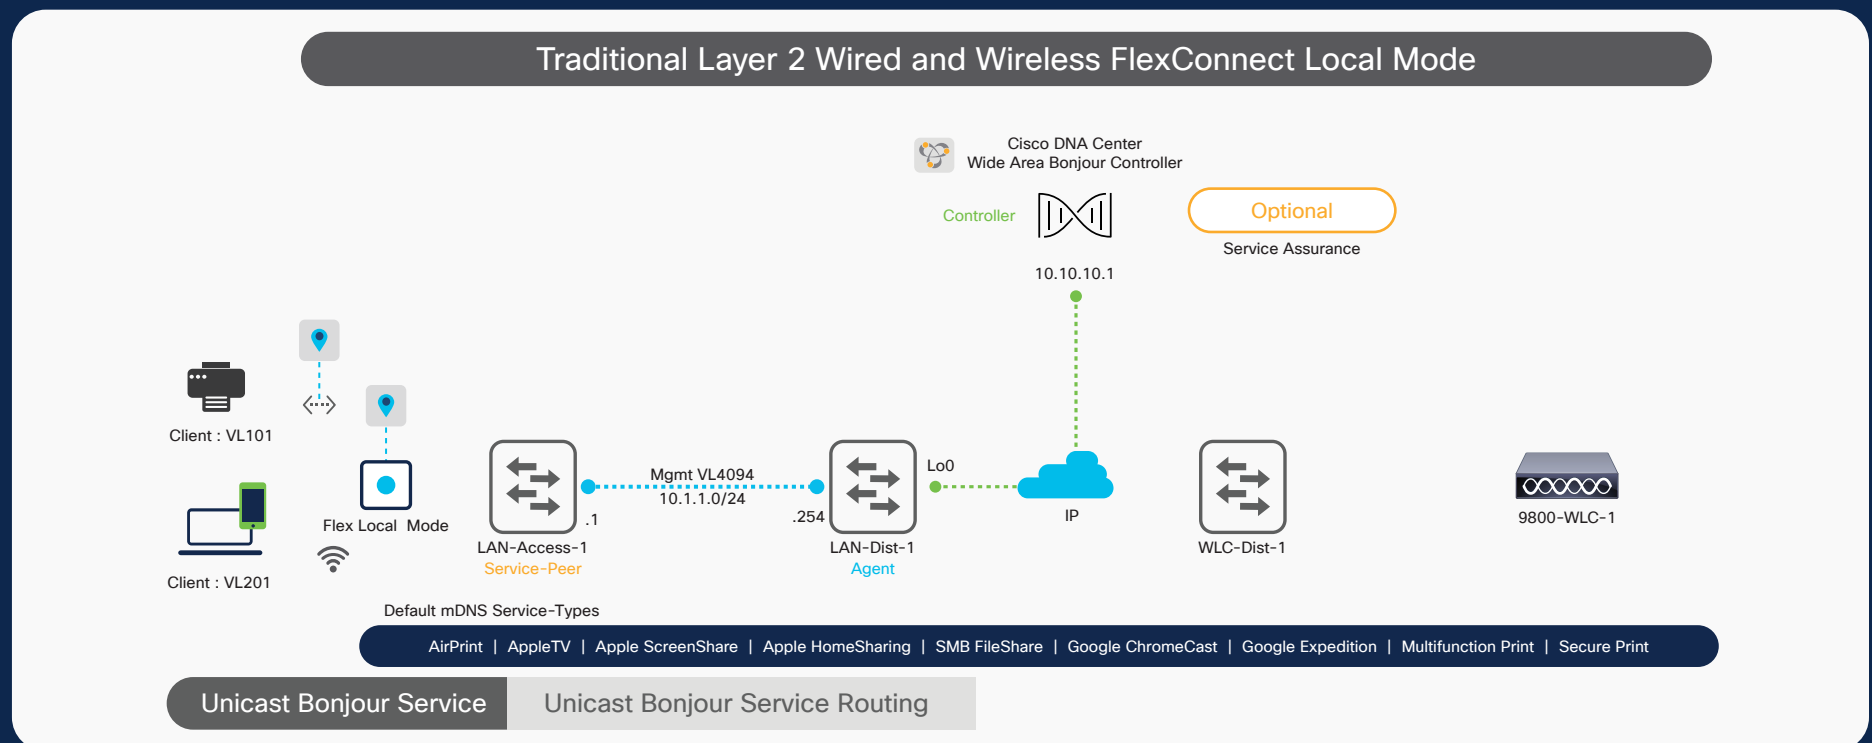 Traditional Layer 2 Wired and Wireless FlexConnect Local Mode
Cisco DNA Center
Wide Area Bonjour Controller
Controller
Optional
Service Assurance
10.10.10.1
Client : VL101
Flex Local Mode
Client : VL201
Mgmt VL4094
10.1.1.0/24
.1
.254
LAN-Access-1
Service-Peer
LAN-Dist-1
Agent
Lo0
IP
WLC-Dist-1
9800-WLC-1
Default mDNS Service-Types
AirPrint | AppleTV | Apple ScreenShare | Apple HomeSharing | SMB FileShare | Google ChromeCast | Google Expedition | Multifunction Print | Secure Print
Unicast Bonjour Service
Unicast Bonjour Service Routing